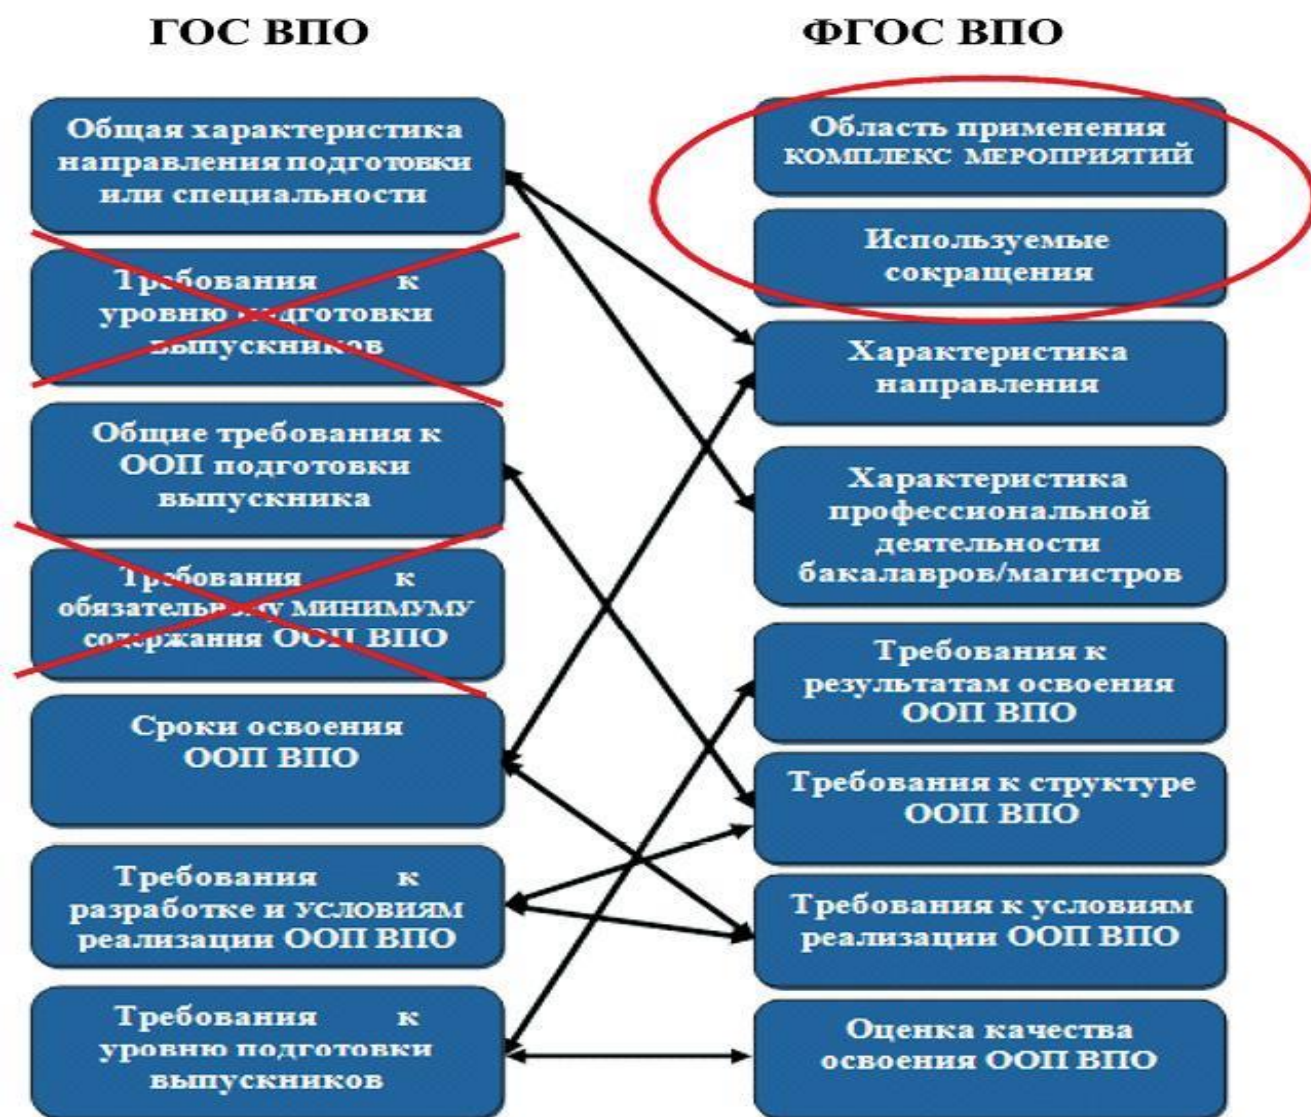 ГОС ВПО
Общая характеристика
направления подготовки
или специальности
Требования к
уровню подготовки
выпускников
Общие требования к
ООП подготовки
выпускника
Требования к
обязательному МИНИМУМУ
содержания ООП ВПО
Сроки освоения
ООП ВПО
Требования к
разработке и УСЛОВИЯМ
реализации ООП ВПО
Требования к
уровню подготовки
выпускников
ФГОС ВПО
Область применения
КОМПЛЕКС МЕРОПРИЯТИЙ
Используемые
сокращения
Характеристика
направления
Характеристика
профессиональной
деятельности
бакалавров/магистров
Требования к
результатам освоения
ООП ВПО
Требования к структуре
ООП ВПО
Требования к условиям
реализации ООП ВПО
Оценка качества
освоения ООП ВПО